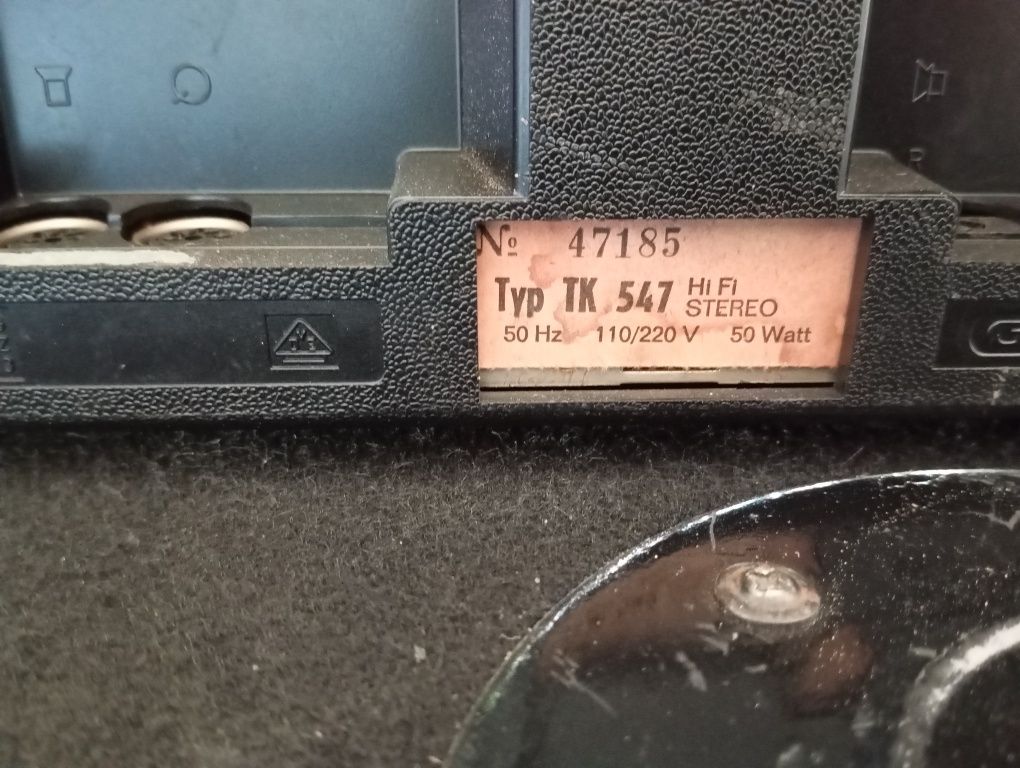 R
№ 47185
Typ TK 547 Hi Fi STEREO
50 Hz 110/220 V 50 Watt
G